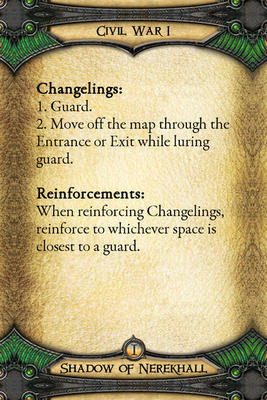 Civil War I
Changelings:
1. Guard.
2. Move off the map through the
Entrance or Exit while luring
guard.
Reinforcements:
When reinforcing Changelings,
reinforce to whichever space is
closest to a guard.
1
Shadow of Nerekhall